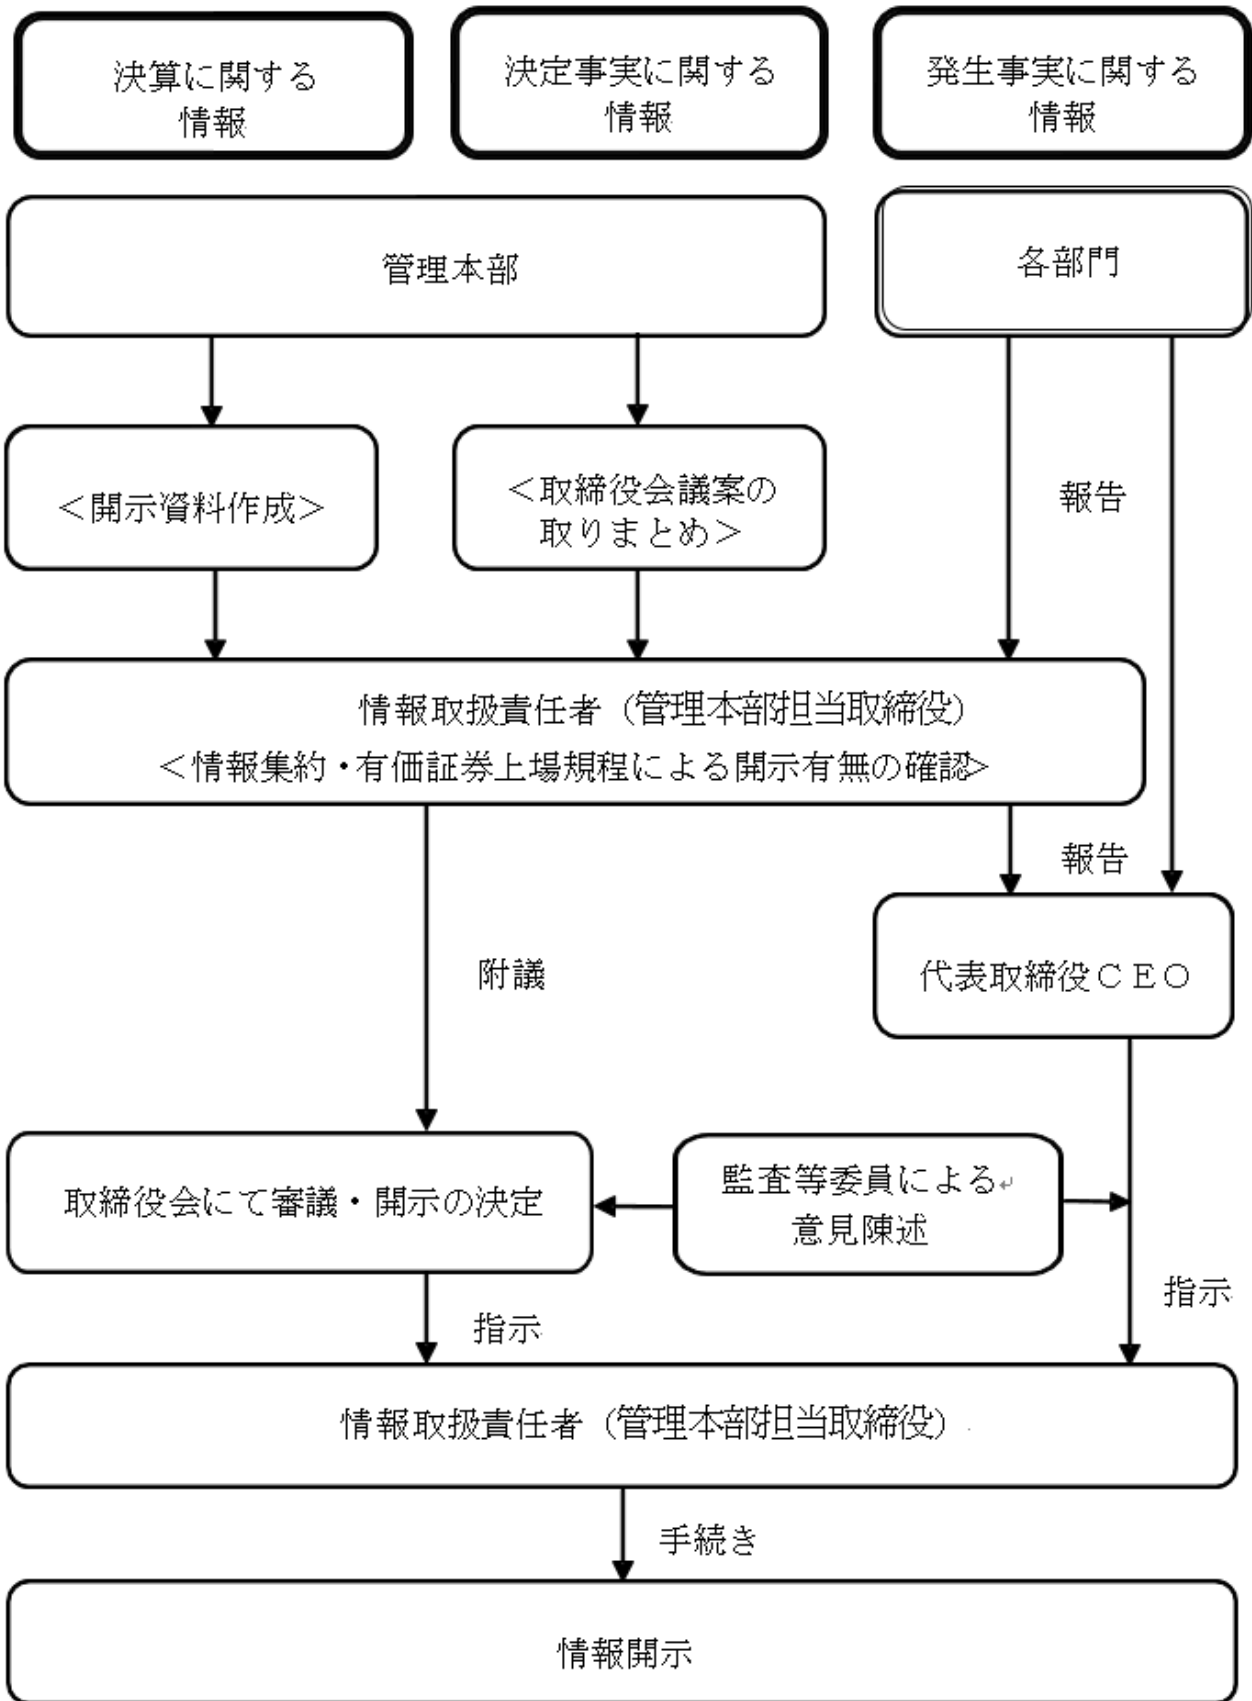 決算に関する
情報
決定事実に関する
情報
発生事実に関する
情報
管理本部
各部門
＜開示資料作成＞
＜取締役会議案の
取りまとめ＞
報告
情報取扱責任者（管理本部担当取締役）
＜情報集約・有価証券上場規程による開示有無の確認＞
報告
代表取締役ＣＥＯ
附議
取締役会にて審議・開示の決定
監査等委員による
意見陳述
指示
指示
情報取扱責任者（管理本部担当取締役）
手続き
情報開示